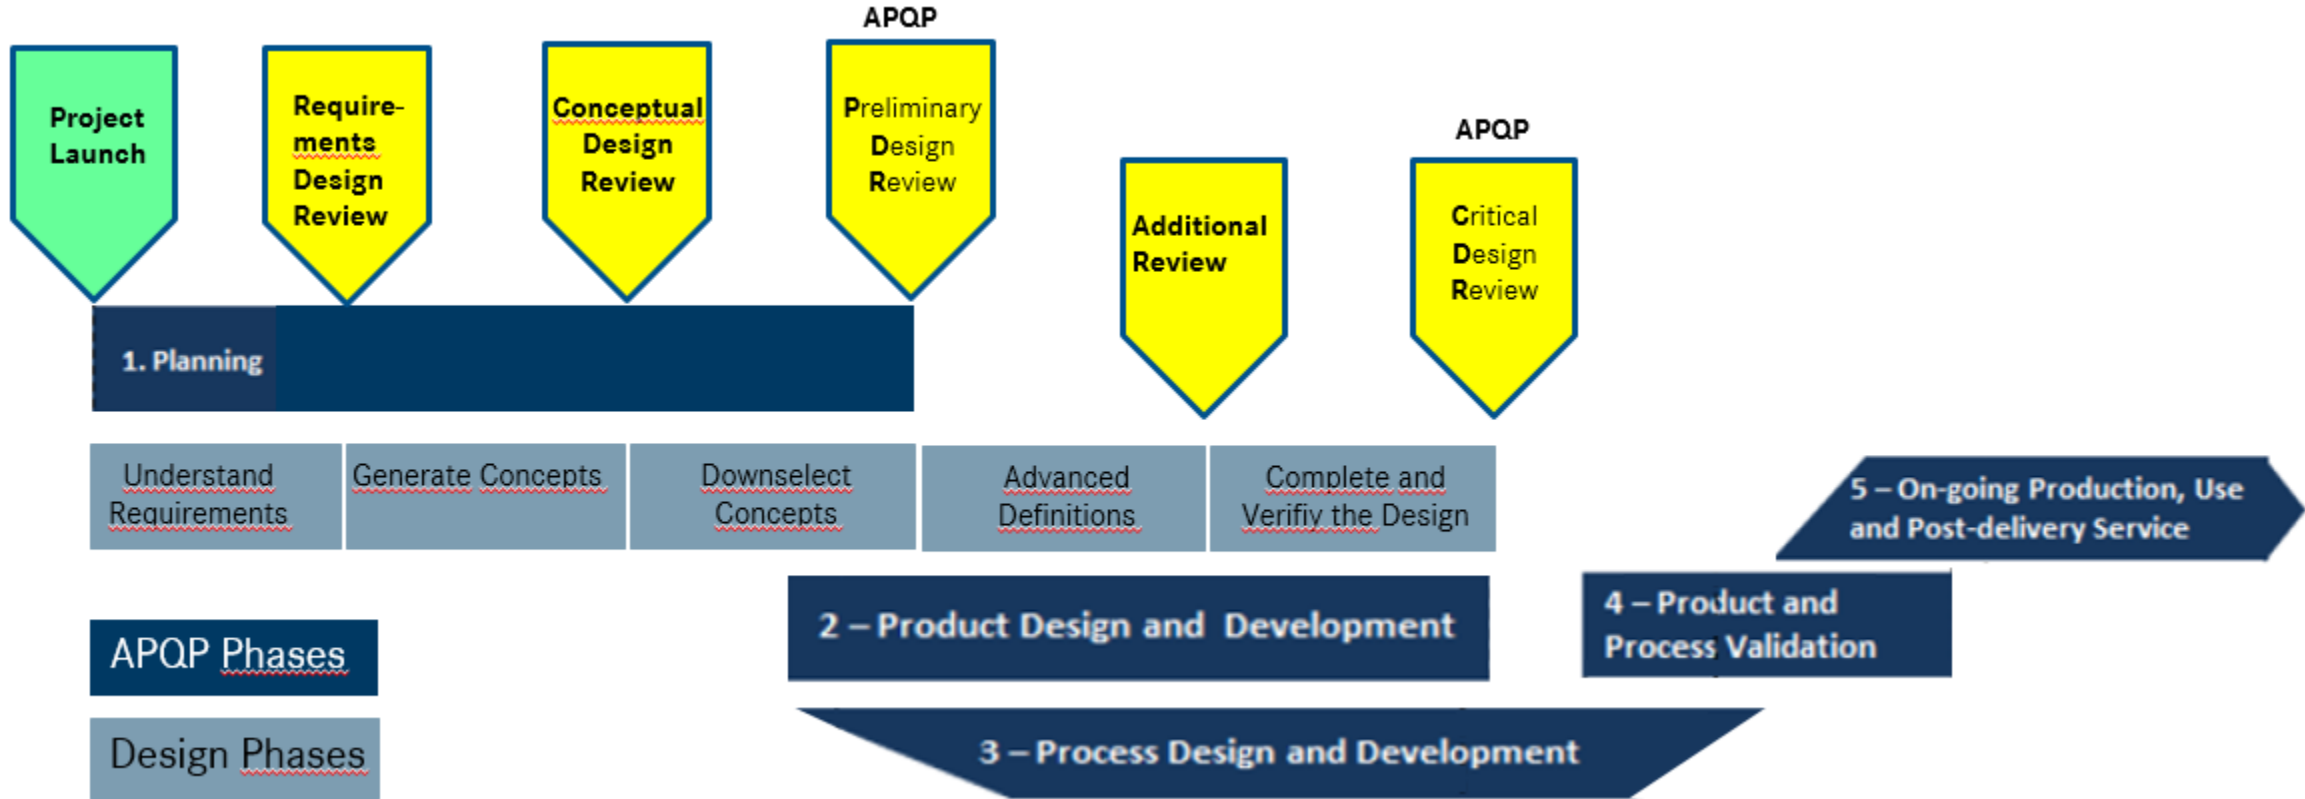 APQP
Project
Launch
Require-
ments
Design
Review
Conceptual
Design
Review
Preliminary
Design
Review
Additional
Review
APQP
Critical
Design
Review
1. Planning
Understand
Requirements
Generate Concepts
Downselect
Concepts
Advanced
Definitions
Complete and
Verifiy the Design
5 – On-going Production, Use
and Post-delivery Service
2 – Product Design and Development
4 – Product and
Process Validation
APQP Phases
3 – Process Design and Development
Design Phases